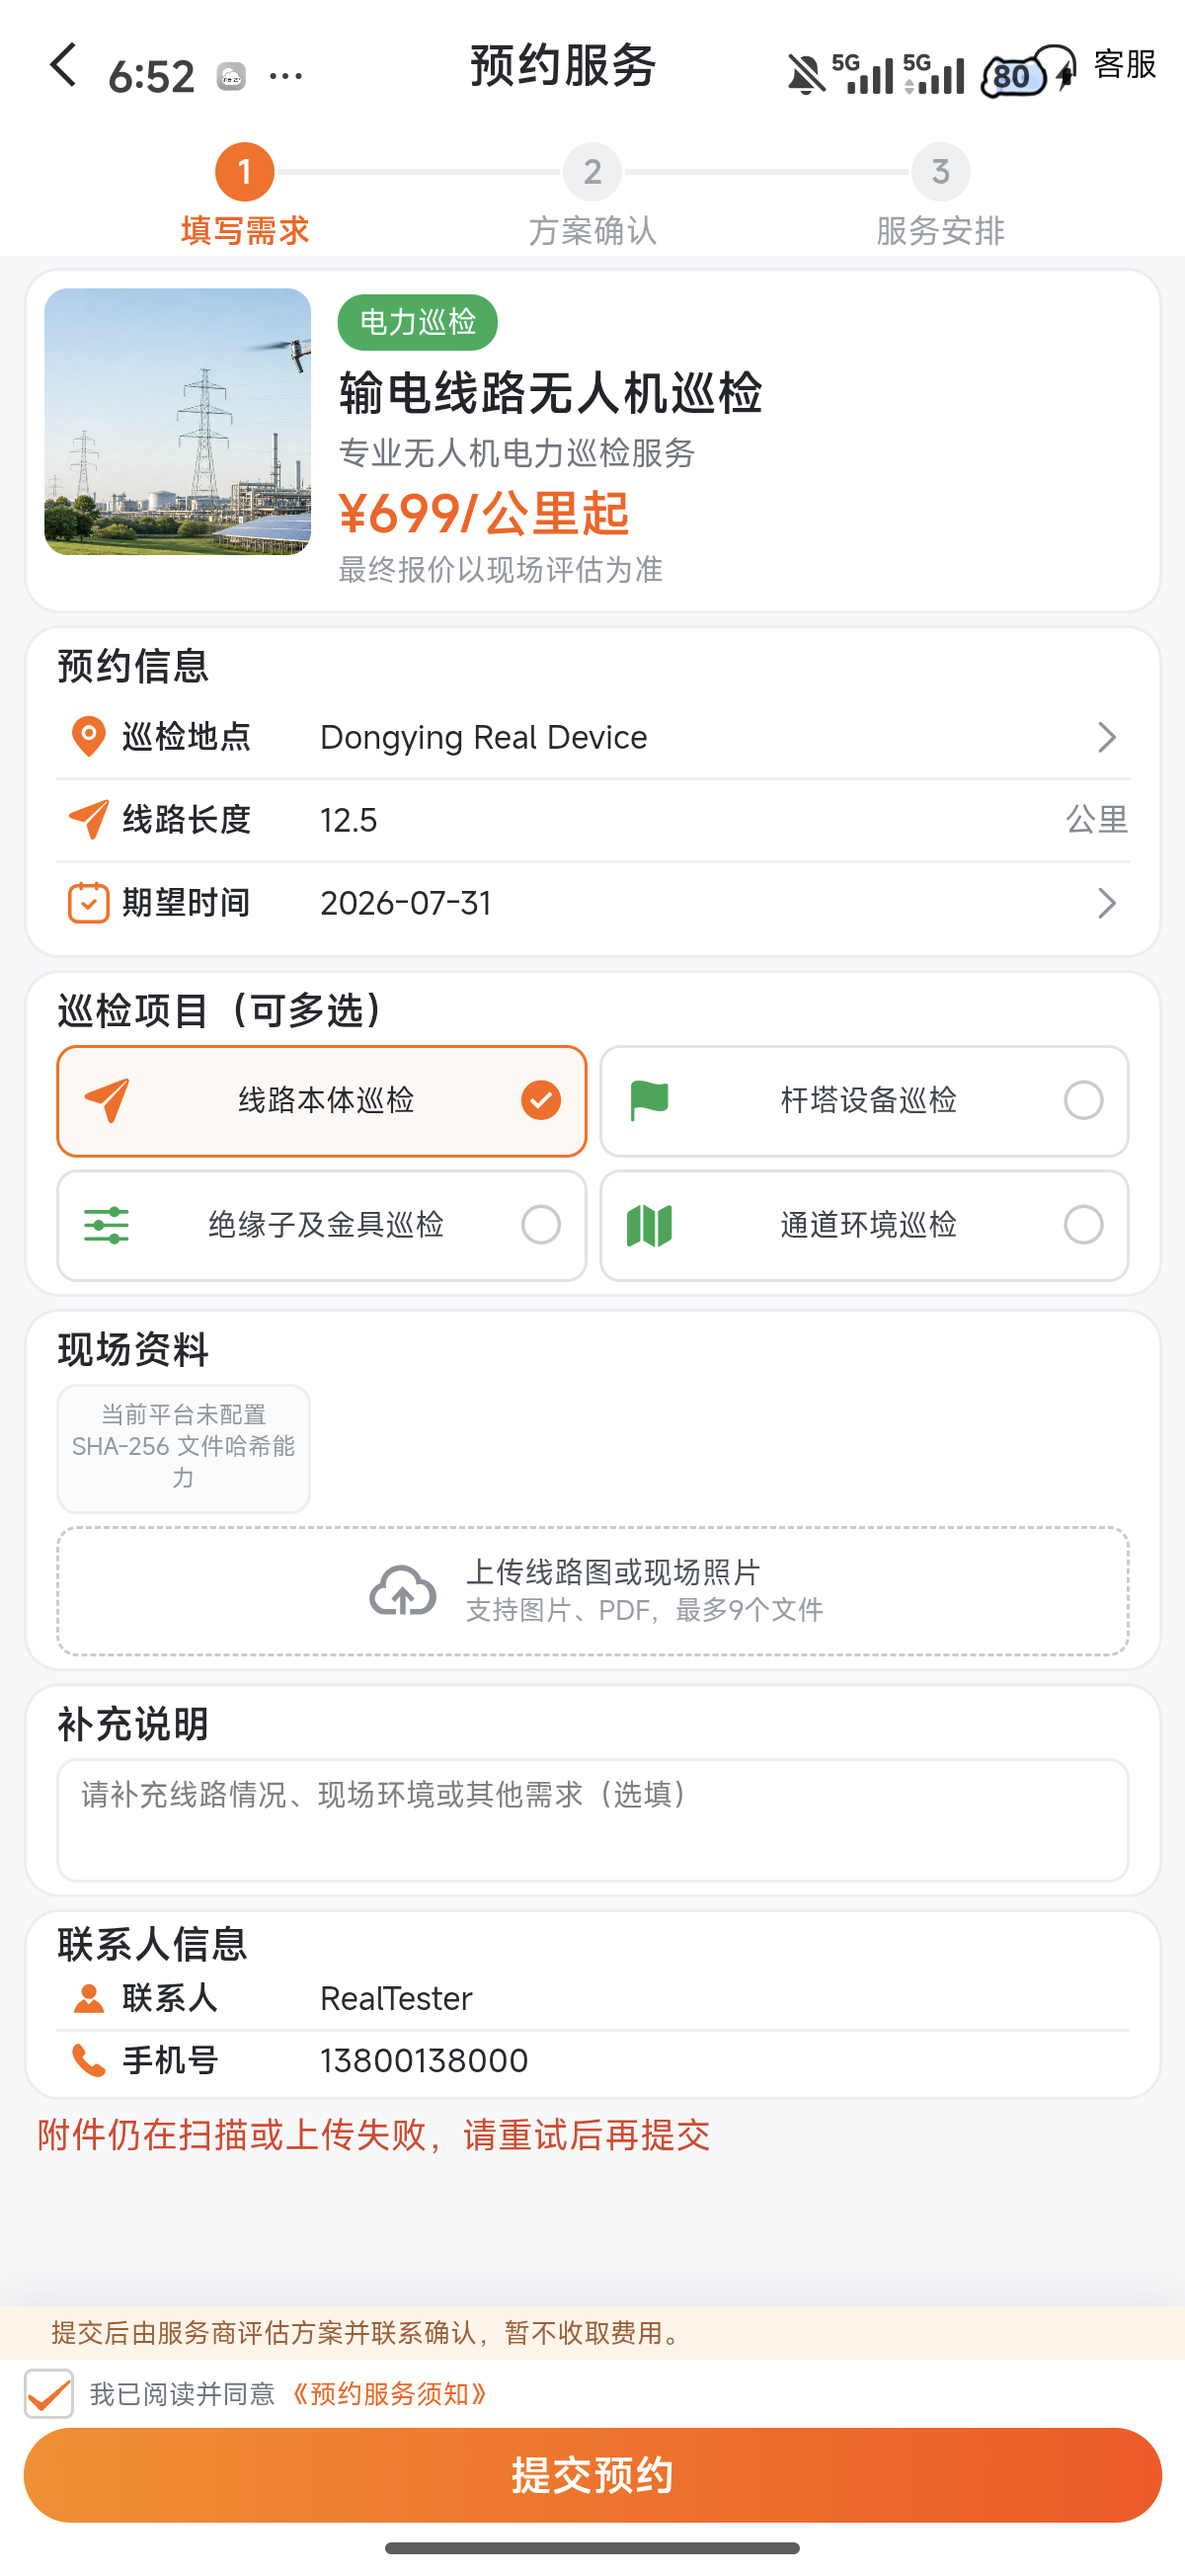 6:52 ...
预约服务
5G 5G 80 客服
1 2 3
填写需求 方案确认 服务安排
电力巡检
输电线路无人机巡检
专业无人机电力巡检服务
¥699/公里起
最终报价以现场评估为准
预约信息
巡检地点 Dongying Real Device
线路长度 12.5 公里
期望时间 2026-07-31
巡检项目（可多选）
线路本体巡检 杆塔设备巡检
绝缘子及金具巡检 通道环境巡检
现场资料
当前平台未配置
SHA-256 文件哈希能
力
上传线路图或现场照片
支持图片、PDF，最多9个文件
补充说明
请补充线路情况、现场环境或其他需求（选填）
联系人信息
联系人 RealTester
手机号 13800138000
附件仍在扫描或上传失败，请重试后再提交
提交后由服务商评估方案并联系确认，暂不收取费用。
我已阅读并同意 《预约服务须知》
提交预约